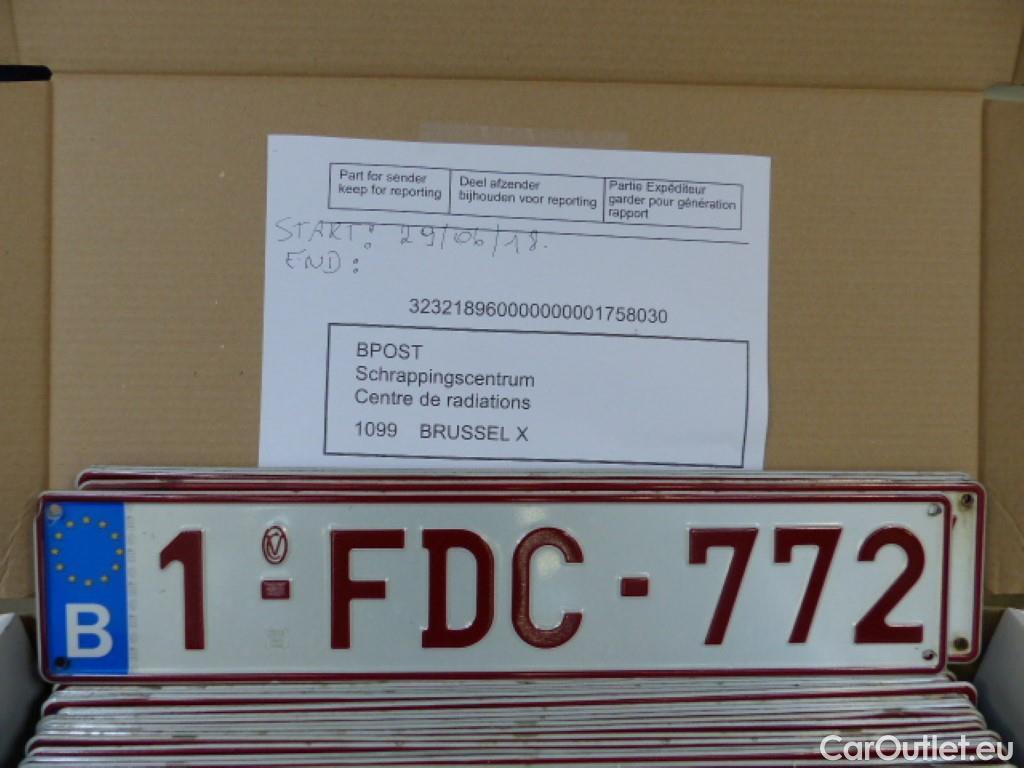 Part for sender
keep for reporting
Deel afzender
bijhouden voor reporting
Partie Expéditeur
garder pour génération
rapport
START: 29/06/18.
END:
323218960000000001758030
BPOST
Schrappingscentrum
Centre de radiations
1099 BRUSSEL X
B
1-FDC-772
CarOutlet.eu